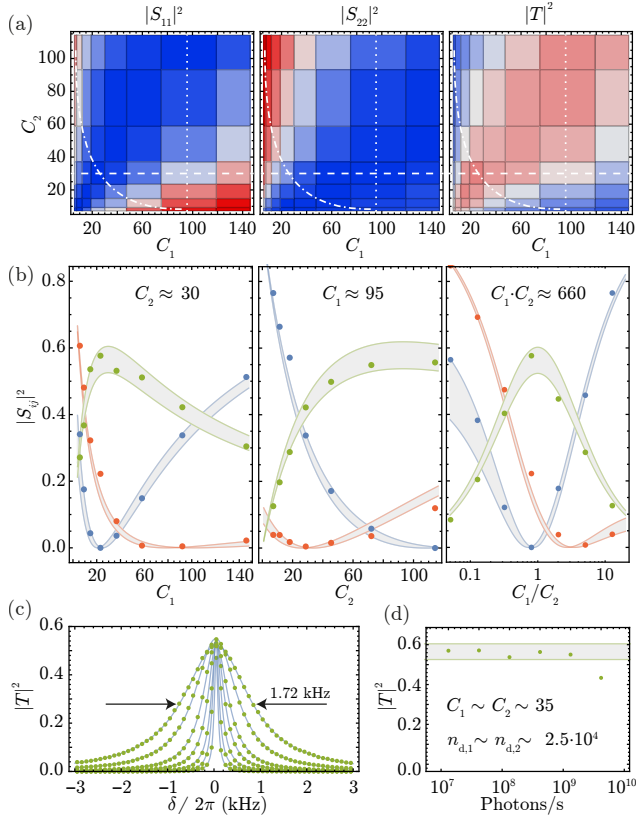 (a) |S₁₁|² |S₂₂|² |T|²
100
80
60
40
20
C₂
20 60 100 140 20 60 100 140 20 60 100 140
C₁ C₁ C₁
(b)
C₂ ≈ 30 C₁ ≈ 95 C₁·C₂ ≈ 660
0.8
0.6
0.4
0.2
0.0
|Sᵢⱼ|²
20 60 100 140 20 60 100 0.1 1 10
C₁ C₂ C₁/C₂
(c) (d)
0.6
0.4
0.2
0.0
|T|²
1.72 kHz
−3 −2 −1 0 1 2 3
δ/ 2π (kHz)
0.8
0.6
0.4
0.2
0.0
|T|²
C₁ ∼ C₂ ∼ 35
n_d,1 ∼ n_d,2 ∼ 2.5·10⁴
10⁷ 10⁸ 10⁹ 10¹⁰
Photons/s